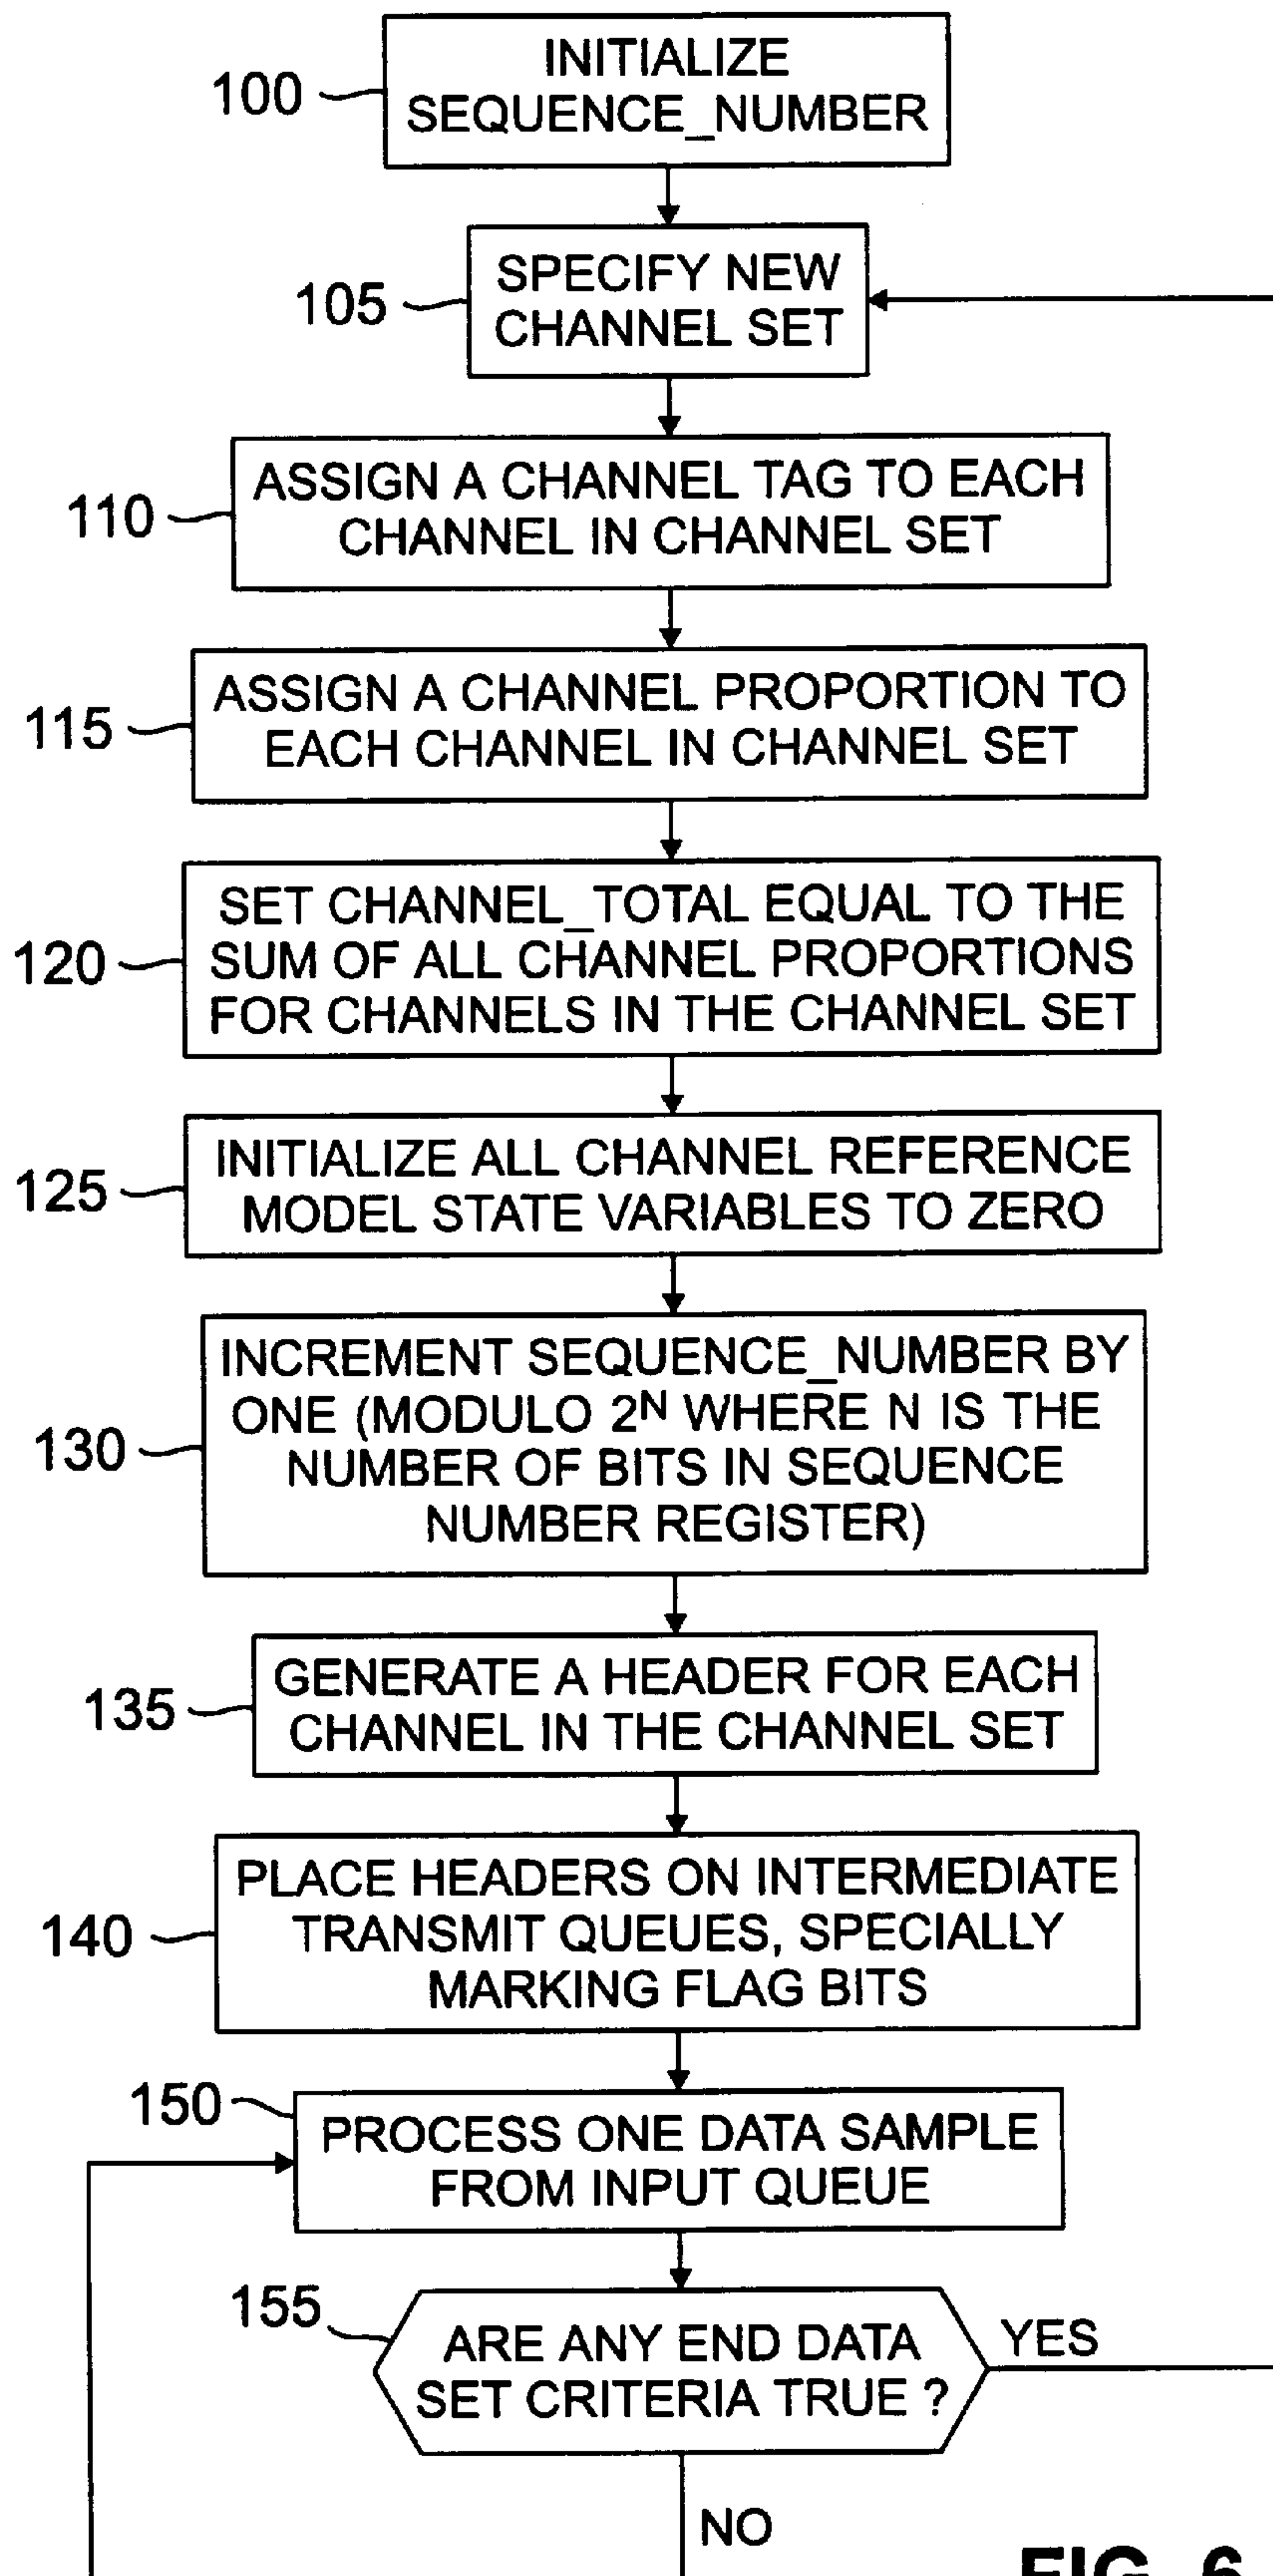 100
INITIALIZE
SEQUENCE_NUMBER
105
SPECIFY NEW
CHANNEL SET
110
ASSIGN A CHANNEL TAG TO EACH
CHANNEL IN CHANNEL SET
115
ASSIGN A CHANNEL PROPORTION TO
EACH CHANNEL IN CHANNEL SET
120
SET CHANNEL_TOTAL EQUAL TO THE
SUM OF ALL CHANNEL PROPORTIONS
FOR CHANNELS IN THE CHANNEL SET
125
INITIALIZE ALL CHANNEL REFERENCE
MODEL STATE VARIABLES TO ZERO
130
INCREMENT SEQUENCE_NUMBER BY
ONE (MODULO 2ᴺ WHERE N IS THE
NUMBER OF BITS IN SEQUENCE
NUMBER REGISTER)
135
GENERATE A HEADER FOR EACH
CHANNEL IN THE CHANNEL SET
140
PLACE HEADERS ON INTERMEDIATE
TRANSMIT QUEUES, SPECIALLY
MARKING FLAG BITS
150
PROCESS ONE DATA SAMPLE
FROM INPUT QUEUE
155
ARE ANY END DATA
SET CRITERIA TRUE ?
YES
NO
FIG. 6